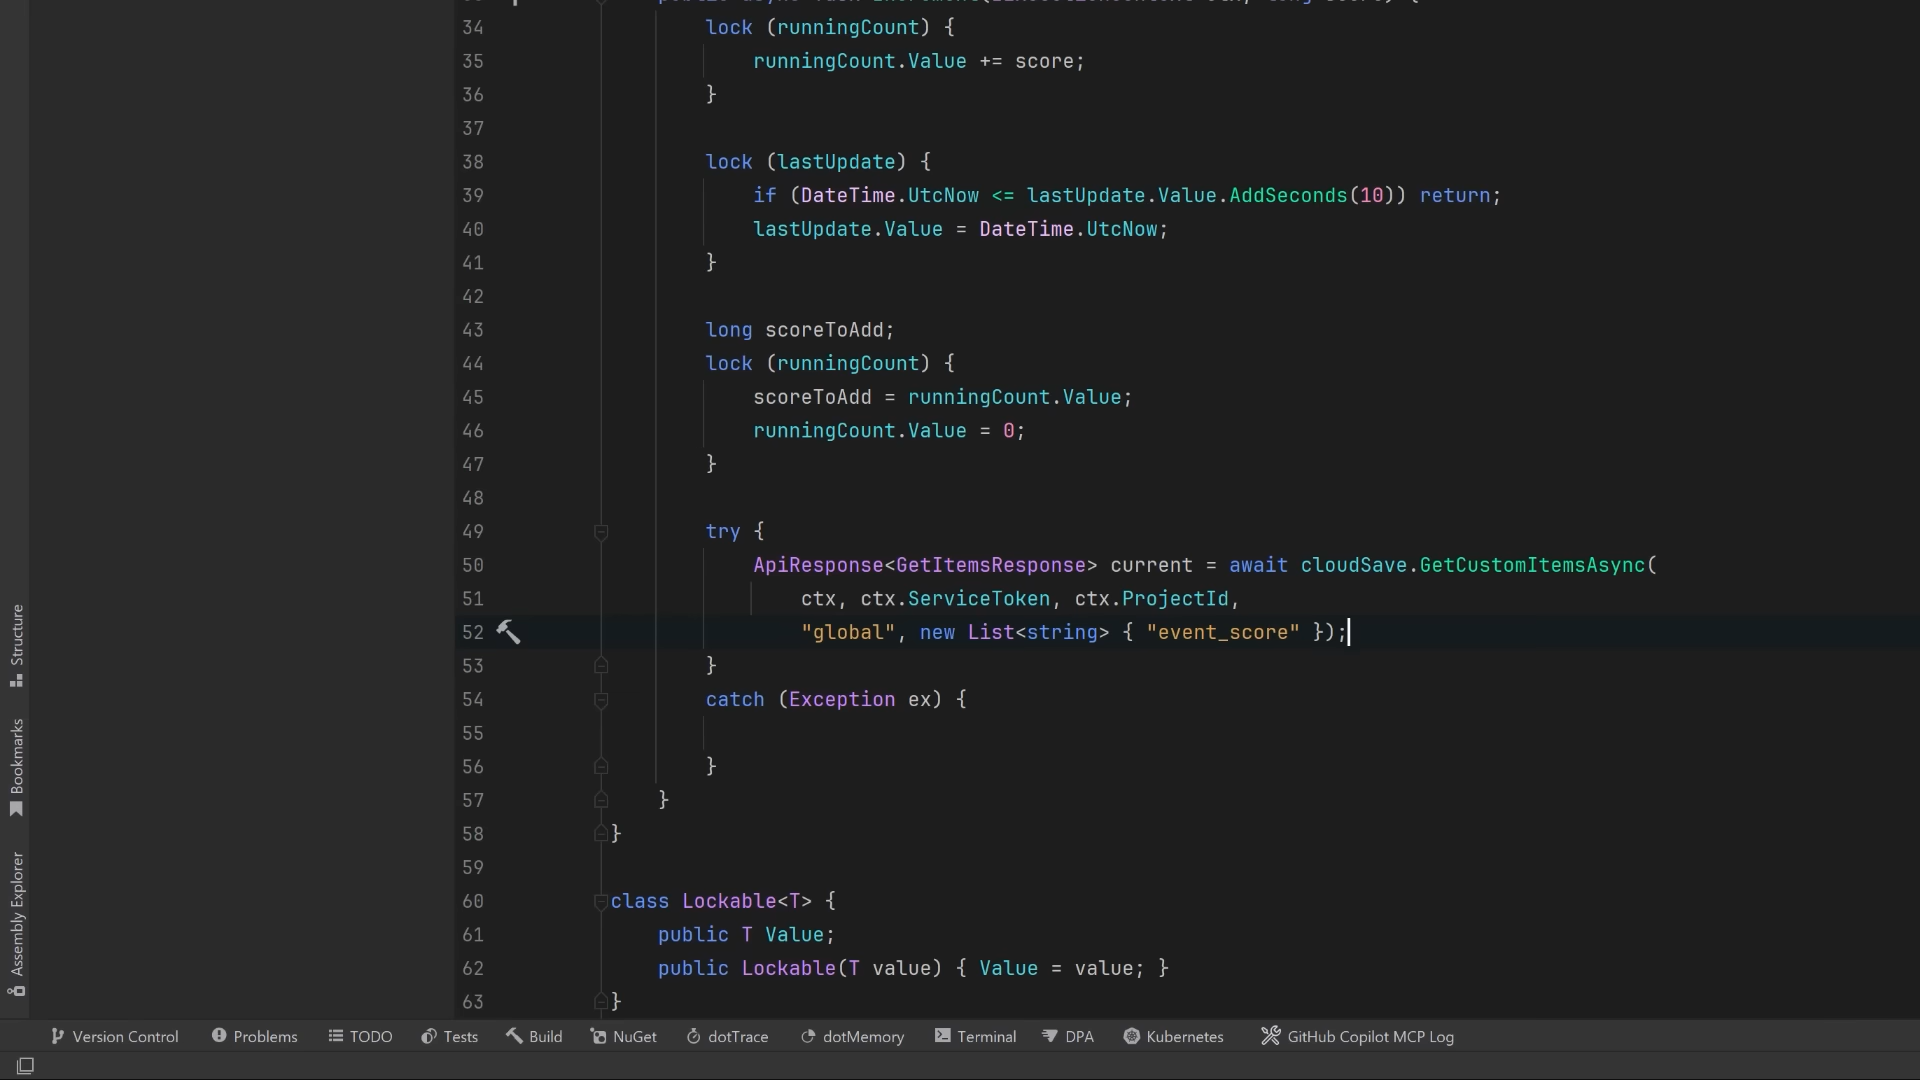 34 lock (runningCount) {
35 runningCount.Value += score;
36 }
37
38 lock (lastUpdate) {
39 if (DateTime.UtcNow <= lastUpdate.Value.AddSeconds(10)) return;
40 lastUpdate.Value = DateTime.UtcNow;
41 }
42
43 long scoreToAdd;
44 lock (runningCount) {
45 scoreToAdd = runningCount.Value;
46 runningCount.Value = 0;
47 }
48
49 try {
50 ApiResponse<GetItemsResponse> current = await cloudSave.GetCustomItemsAsync(
51 ctx, ctx.ServiceToken, ctx.ProjectId,
52 "global", new List<string> { "event_score" });
53 }
54 catch (Exception ex) {
55
56 }
57 }
58 }
59
60 class Lockable<T> {
61 public T Value;
62 public Lockable(T value) { Value = value; }
63 }
Structure
Bookmarks
Assembly Explorer
Version Control Problems TODO Tests Build NuGet dotTrace dotMemory Terminal DPA Kubernetes GitHub Copilot MCP Log